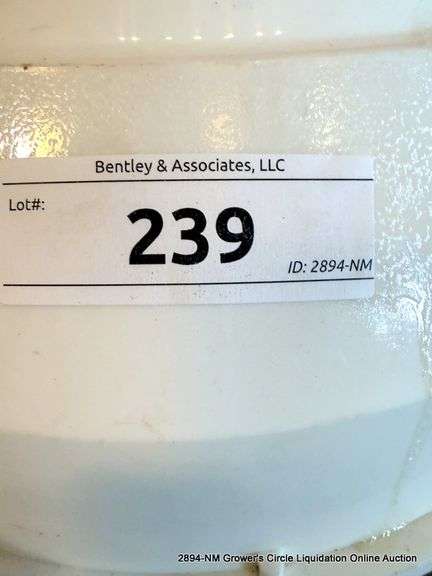 Bentley & Associates, LLC
Lot#:
239
ID: 2894-NM
2894-NM Grower's Circle Liquidation Online Auction